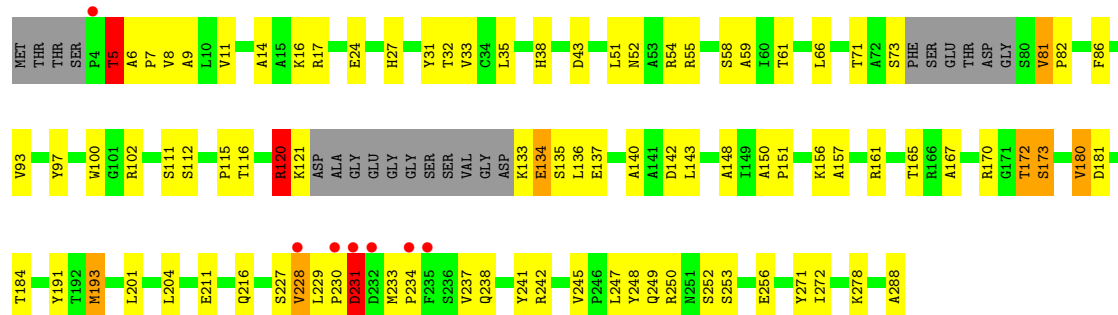 MET THR THR SER P4 T5 A6 P7 V8 A9 L10 V11 A14 A15 K16 R17 E24 H27 Y31 T32 V33 C34 L35 H38 D43 L51 N52 A53 R54 R55 S58 A59 I60 T61 L66 T71 A72 S73 PHE SER GLU THR ASP GLY S80 V81 P82 F86
V93 Y97 W100 G101 R102 S111 S112 P115 T116 R120 K121 ASP ALA GLY GLU GLY GLY SER SER VAL GLY ASP K133 E134 S135 L136 E137 A140 A141 D142 L143 A148 I149 A150 P151 K156 A157 R161 T165 R166 A167 R170 G171 T172 S173 V180 D181
T184 Y191 T192 M193 L201 L204 E211 Q216 S227 V228 L229 P230 D231 D232 M233 P234 F235 S236 V237 Q238 Y241 R242 V245 P246 L247 Y248 Q249 R250 N251 S252 S253 E256 Y271 I272 K278 A288